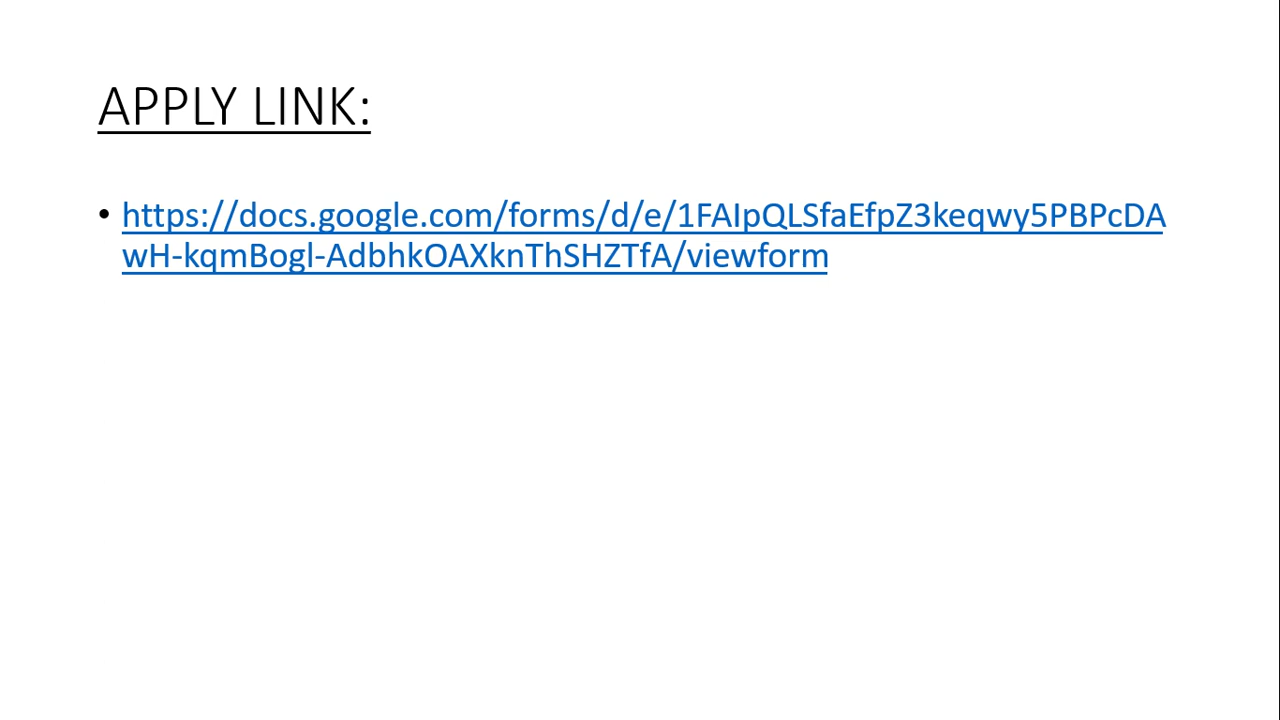 APPLY LINK:
• https://docs.google.com/forms/d/e/1FAIpQLSfaEfpZ3keqwy5PBPcDA
wH-kqmBogl-AdbhkOAXknThSHZTfA/viewform